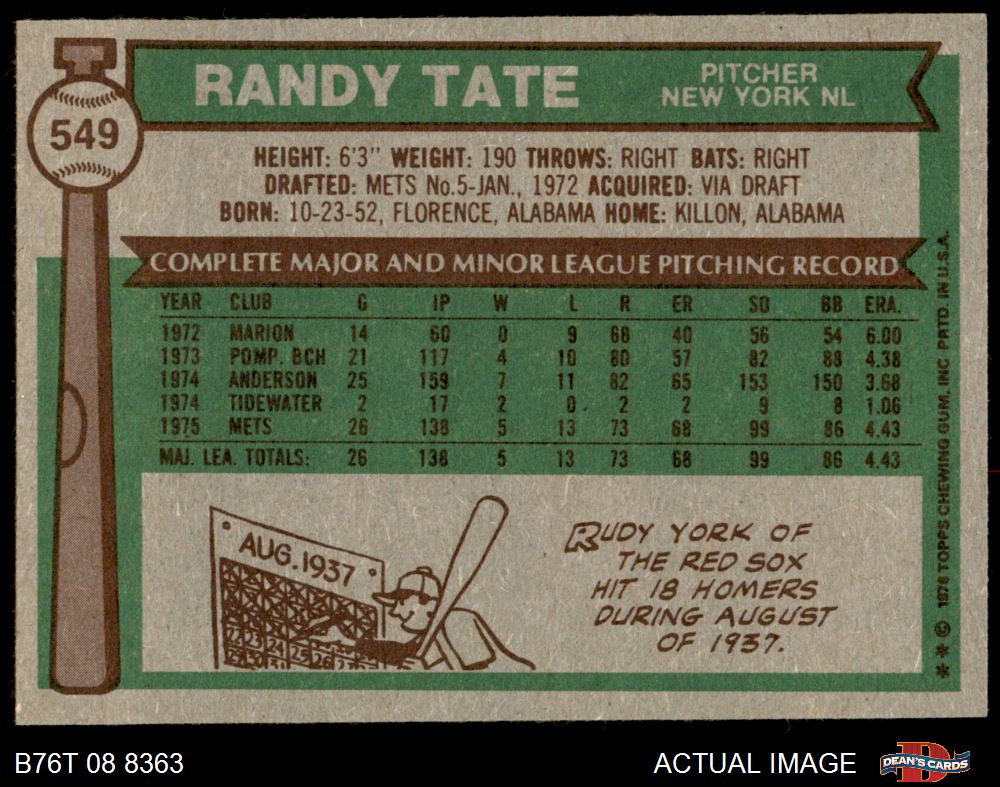 549
RANDY TATE
PITCHER
NEW YORK NL
HEIGHT: 6'3" WEIGHT: 190 THROWS: RIGHT BATS: RIGHT
DRAFTED: METS No.5-JAN., 1972 ACQUIRED: VIA DRAFT
BORN: 10-23-52, FLORENCE, ALABAMA HOME: KILLON, ALABAMA
COMPLETE MAJOR AND MINOR LEAGUE PITCHING RECORD
YEAR CLUB G IP W L R ER SO BB ERA.
1972 MARION 14 60 0 9 68 40 56 54 6.00
1973 POMP. BCH 21 117 4 10 80 57 82 88 4.38
1974 ANDERSON 25 159 7 11 82 65 153 150 3.68
1974 TIDEWATER 2 17 2 0 2 2 9 8 1.06
1975 METS 26 138 5 13 73 68 99 86 4.43
MAJ. LEA. TOTALS: 26 138 5 13 73 68 99 86 4.43
AUG. 1937
RUDY YORK OF
THE RED SOX
HIT 18 HOMERS
DURING AUGUST
OF 1937.
** © 1976 TOPPS CHEWING GUM, INC PRTD. IN U.S.A.
B76T 08 8363
ACTUAL IMAGE
DEAN'S CARDS